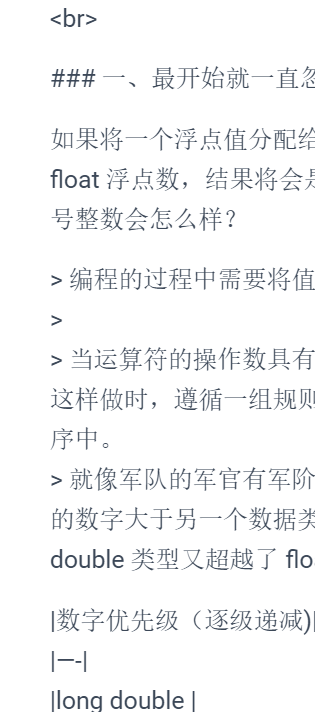 <br>
### 一、最开始就一直忽
如果将一个浮点值分配给
float 浮点数，结果将会是
号整数会怎么样？
> 编程的过程中需要将值
>
> 当运算符的操作数具有
这样做时，遵循一组规则
序中。
> 就像军队的军官有军阶
的数字大于另一个数据类
double 类型又超越了 flo
|数字优先级（逐级递减)|
|—-|
|long double |